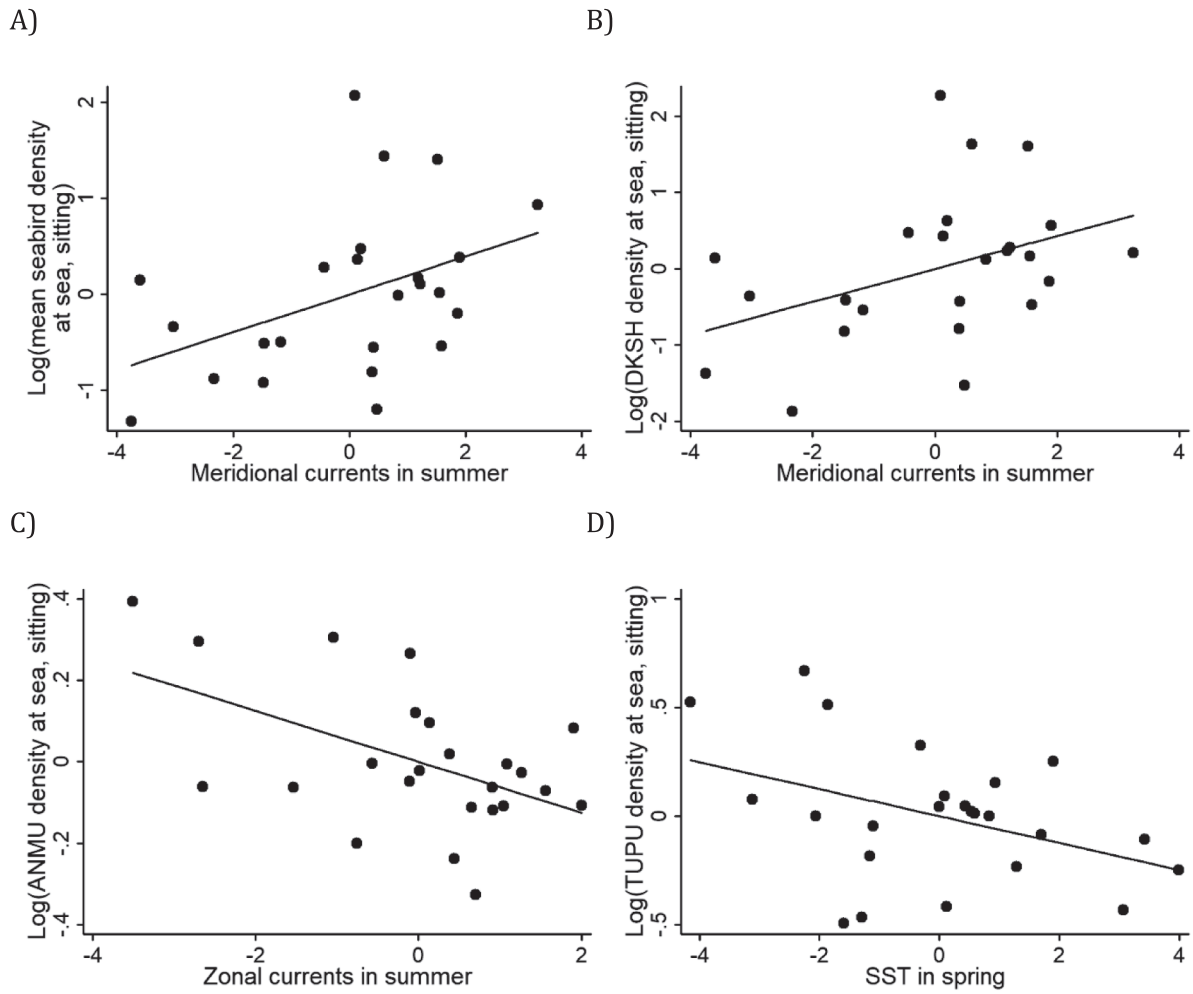 A)
Log(mean seabird density
at sea, sitting)
2
1
0
-1
-4 -2 0 2 4
Meridional currents in summer
B)
Log(DKSH density at sea, sitting)
2
1
0
-1
-2
-4 -2 0 2 4
Meridional currents in summer
C)
Log(ANMU density at sea, sitting)
.4
.2
0
-.2
-.4
-4 -2 0 2
Zonal currents in summer
D)
Log(TUPU density at sea, sitting)
1
.5
0
-.5
-4 -2 0 2 4
SST in spring